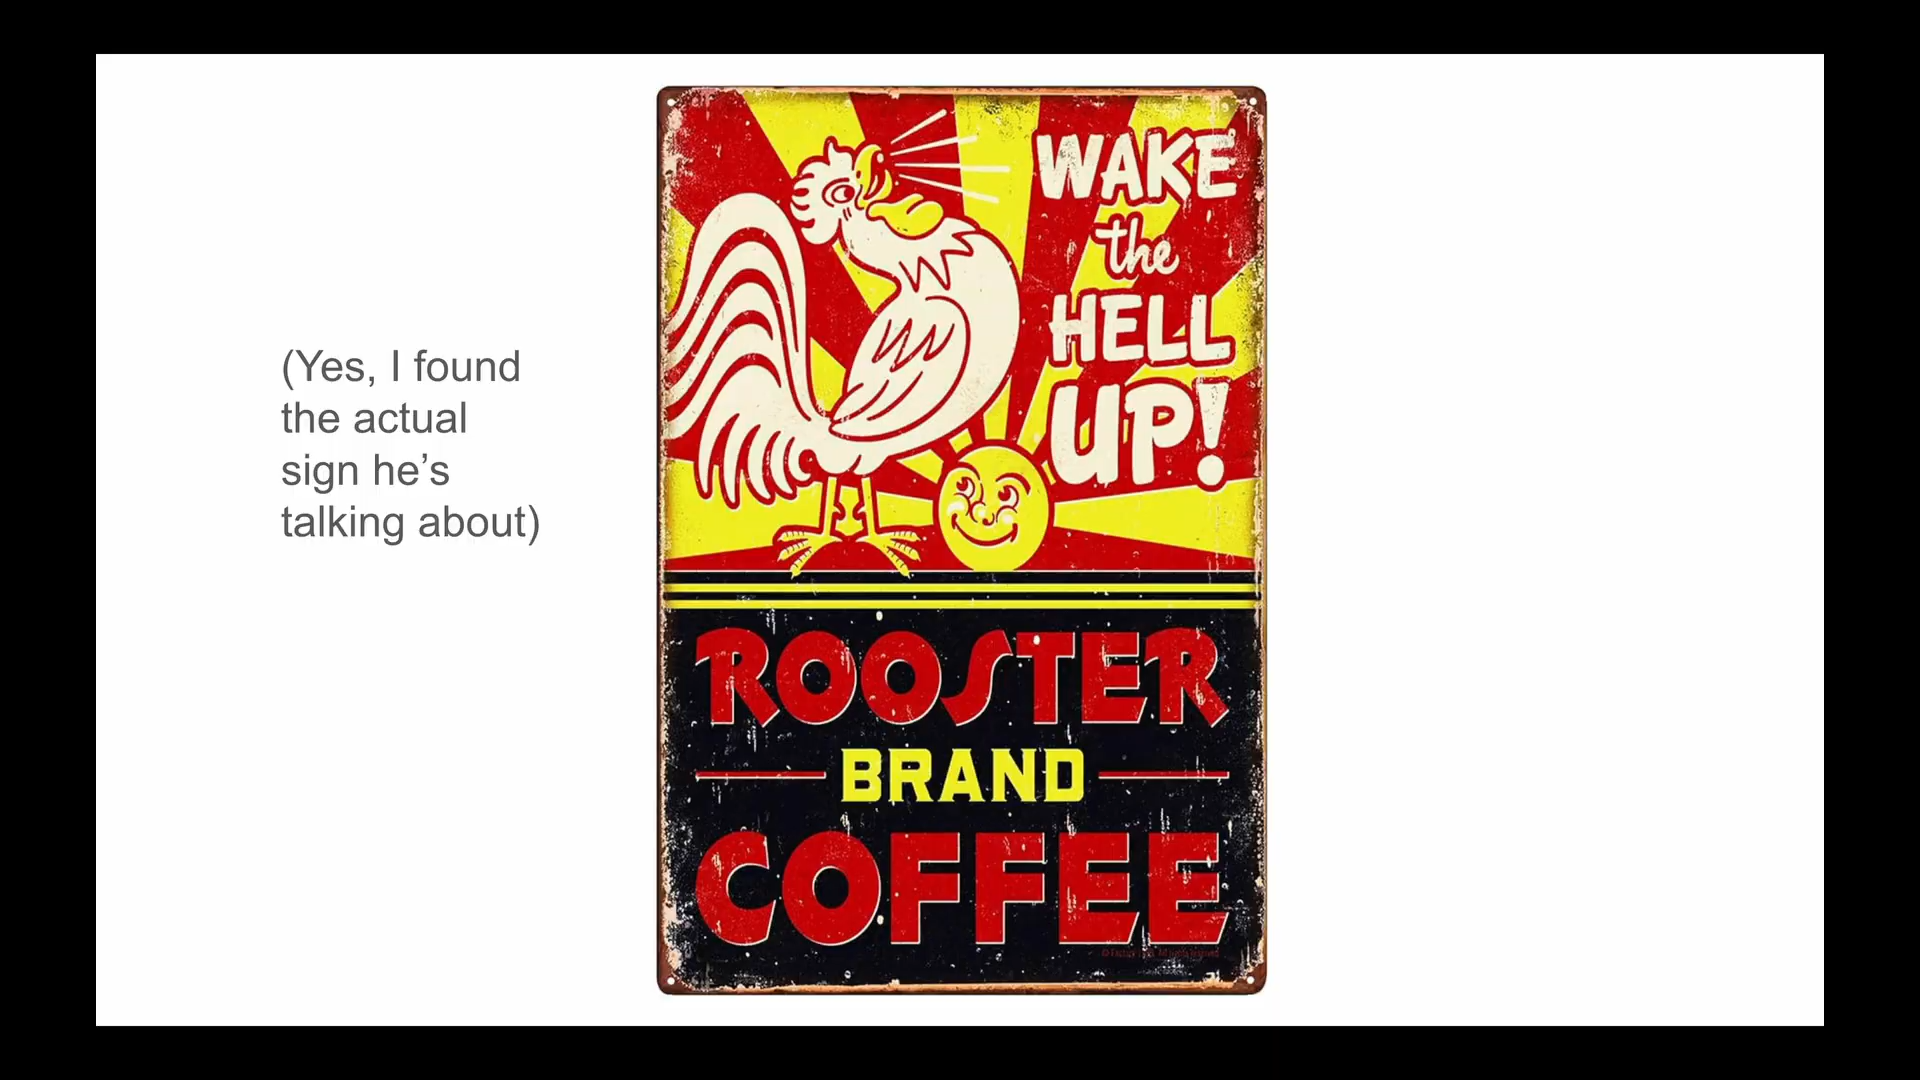 (Yes, I found
the actual
sign he’s
talking about)
WAKE
the
HELL
UP!
ROOSTER
BRAND
COFFEE